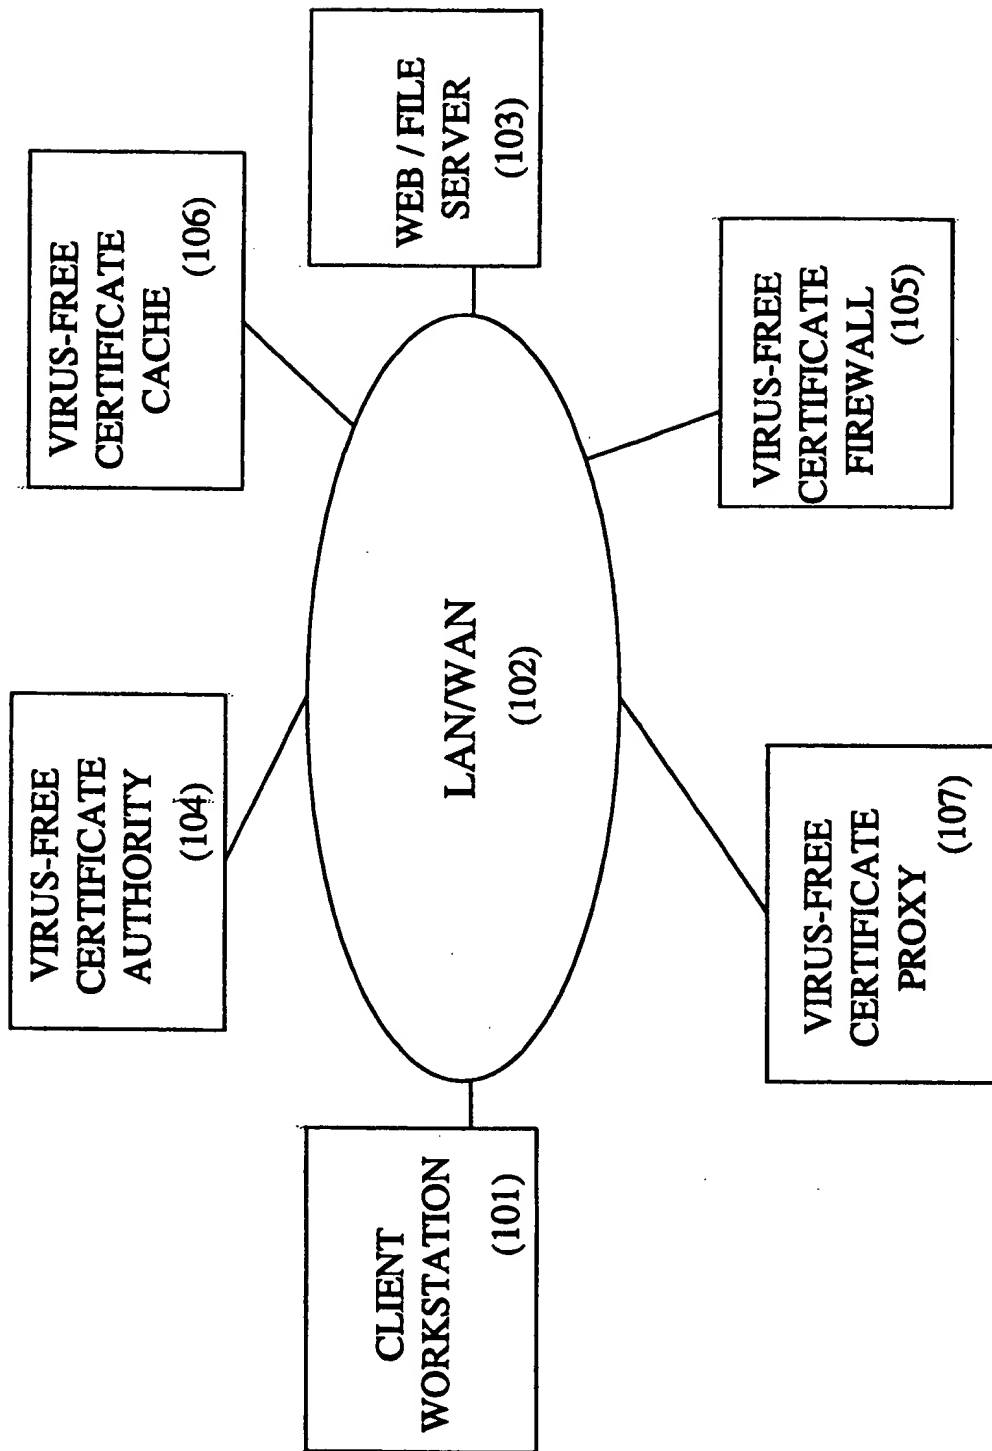 VIRUS-FREE
CERTIFICATE
AUTHORITY
(104)
VIRUS-FREE
CERTIFICATE
CACHE
(106)
CLIENT
WORKSTATION
(101)
LAN/WAN
(102)
WEB / FILE
SERVER
(103)
VIRUS-FREE
CERTIFICATE
PROXY
(107)
VIRUS-FREE
CERTIFICATE
FIREWALL
(105)